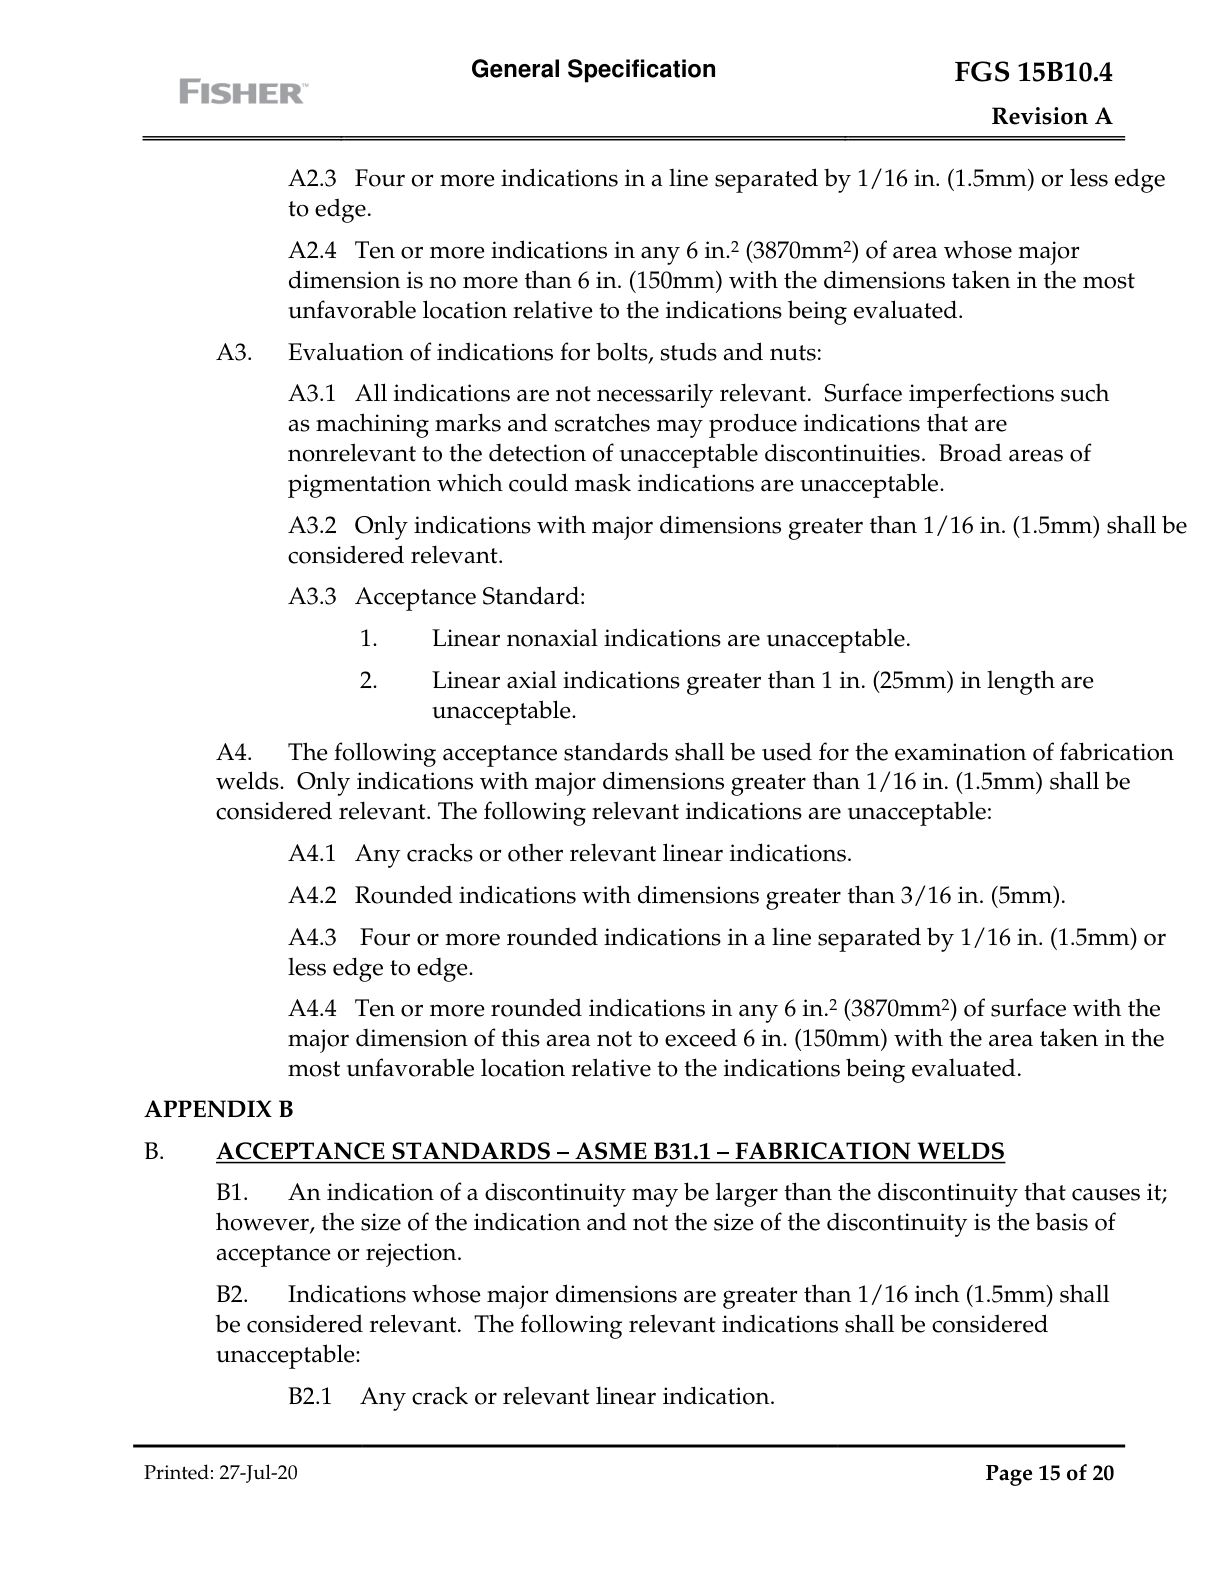 General Specification
FGS 15B10.4
FISHER™
Revision A
A2.3 Four or more indications in a line separated by 1/16 in. (1.5mm) or less edge
to edge.
A2.4 Ten or more indications in any 6 in.² (3870mm²) of area whose major
dimension is no more than 6 in. (150mm) with the dimensions taken in the most
unfavorable location relative to the indications being evaluated.
A3. Evaluation of indications for bolts, studs and nuts:
A3.1 All indications are not necessarily relevant. Surface imperfections such
as machining marks and scratches may produce indications that are
nonrelevant to the detection of unacceptable discontinuities. Broad areas of
pigmentation which could mask indications are unacceptable.
A3.2 Only indications with major dimensions greater than 1/16 in. (1.5mm) shall be
considered relevant.
A3.3 Acceptance Standard:
1. Linear nonaxial indications are unacceptable.
2. Linear axial indications greater than 1 in. (25mm) in length are
unacceptable.
A4. The following acceptance standards shall be used for the examination of fabrication
welds. Only indications with major dimensions greater than 1/16 in. (1.5mm) shall be
considered relevant. The following relevant indications are unacceptable:
A4.1 Any cracks or other relevant linear indications.
A4.2 Rounded indications with dimensions greater than 3/16 in. (5mm).
A4.3 Four or more rounded indications in a line separated by 1/16 in. (1.5mm) or
less edge to edge.
A4.4 Ten or more rounded indications in any 6 in.² (3870mm²) of surface with the
major dimension of this area not to exceed 6 in. (150mm) with the area taken in the
most unfavorable location relative to the indications being evaluated.
APPENDIX B
B. ACCEPTANCE STANDARDS – ASME B31.1 – FABRICATION WELDS
B1. An indication of a discontinuity may be larger than the discontinuity that causes it;
however, the size of the indication and not the size of the discontinuity is the basis of
acceptance or rejection.
B2. Indications whose major dimensions are greater than 1/16 inch (1.5mm) shall
be considered relevant. The following relevant indications shall be considered
unacceptable:
B2.1 Any crack or relevant linear indication.
Printed: 27-Jul-20
Page 15 of 20